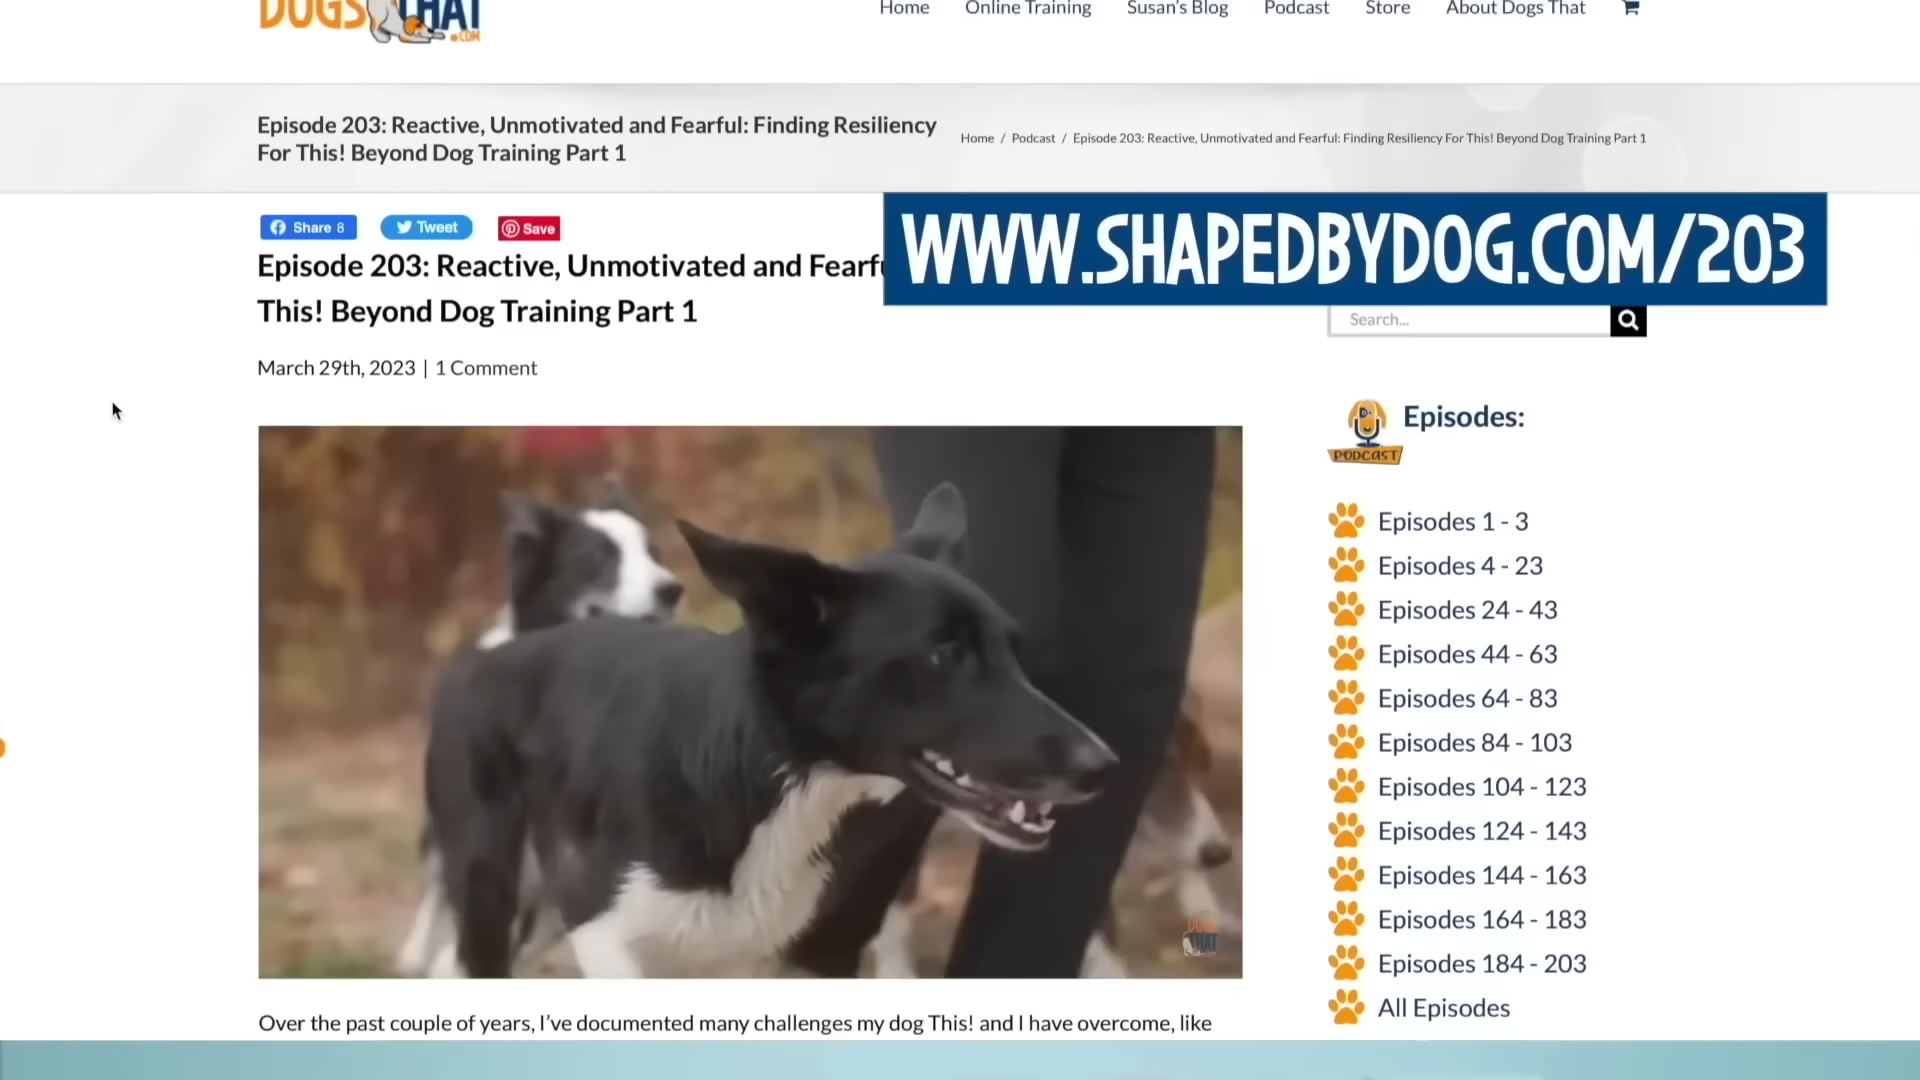 DOGS THAT
.COM
Home Online Training Susan's Blog Podcast Store About Dogs That
Episode 203: Reactive, Unmotivated and Fearful: Finding Resiliency
For This! Beyond Dog Training Part 1
Home / Podcast / Episode 203: Reactive, Unmotivated and Fearful: Finding Resiliency For This! Beyond Dog Training Part 1
WWW.SHAPEDBYDOG.COM/203
Share 8 Tweet Save
Episode 203: Reactive, Unmotivated and
This! Beyond Dog Training Part 1
March 29th, 2023 | 1 Comment
Search...
PODCAST
Episodes:
Episodes 1 - 3
Episodes 4 - 23
Episodes 24 - 43
Episodes 44 - 63
Episodes 64 - 83
Episodes 84 - 103
Episodes 104 - 123
Episodes 124 - 143
Episodes 144 - 163
Episodes 164 - 183
Episodes 184 - 203
All Episodes
DOGS
THAT
Over the past couple of years, I've documented many challenges my dog This! and I have overcome, like